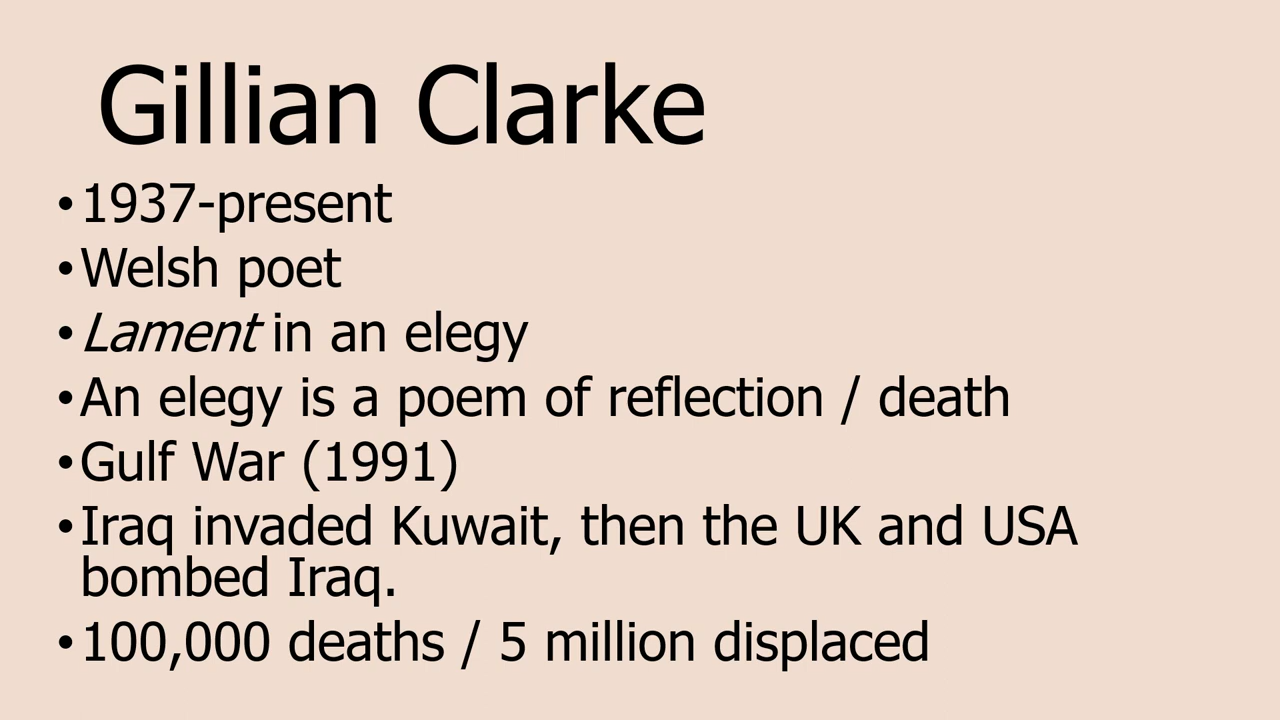 Gillian Clarke
•1937-present
•Welsh poet
•Lament in an elegy
•An elegy is a poem of reflection / death
•Gulf War (1991)
•Iraq invaded Kuwait, then the UK and USA
bombed Iraq.
•100,000 deaths / 5 million displaced